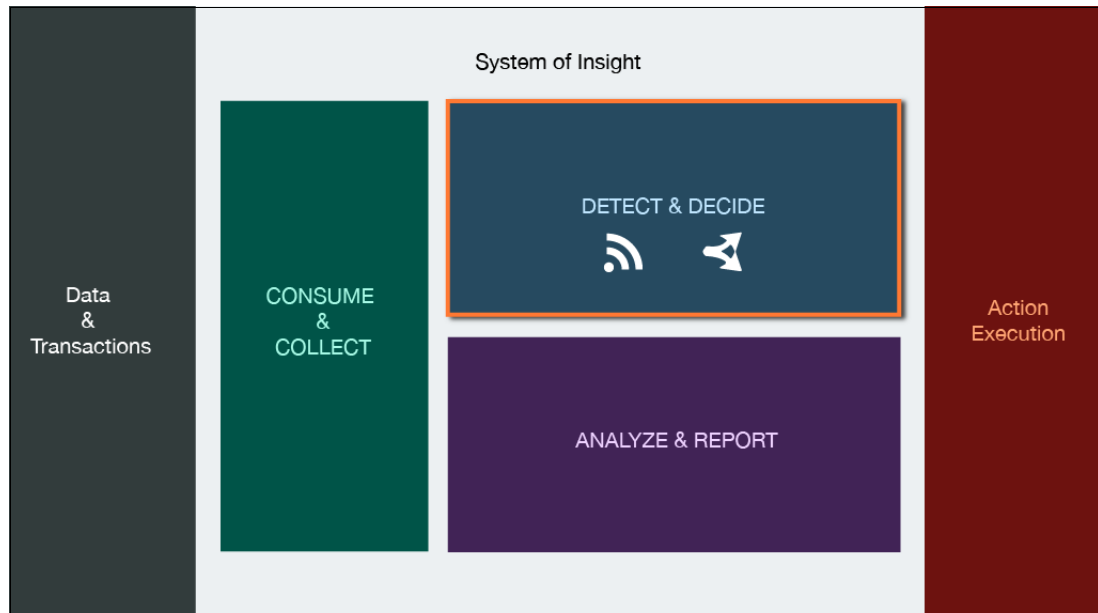 System of Insight
Data
&
Transactions
CONSUME
&
COLLECT
DETECT & DECIDE
ANALYZE & REPORT
Action
Execution